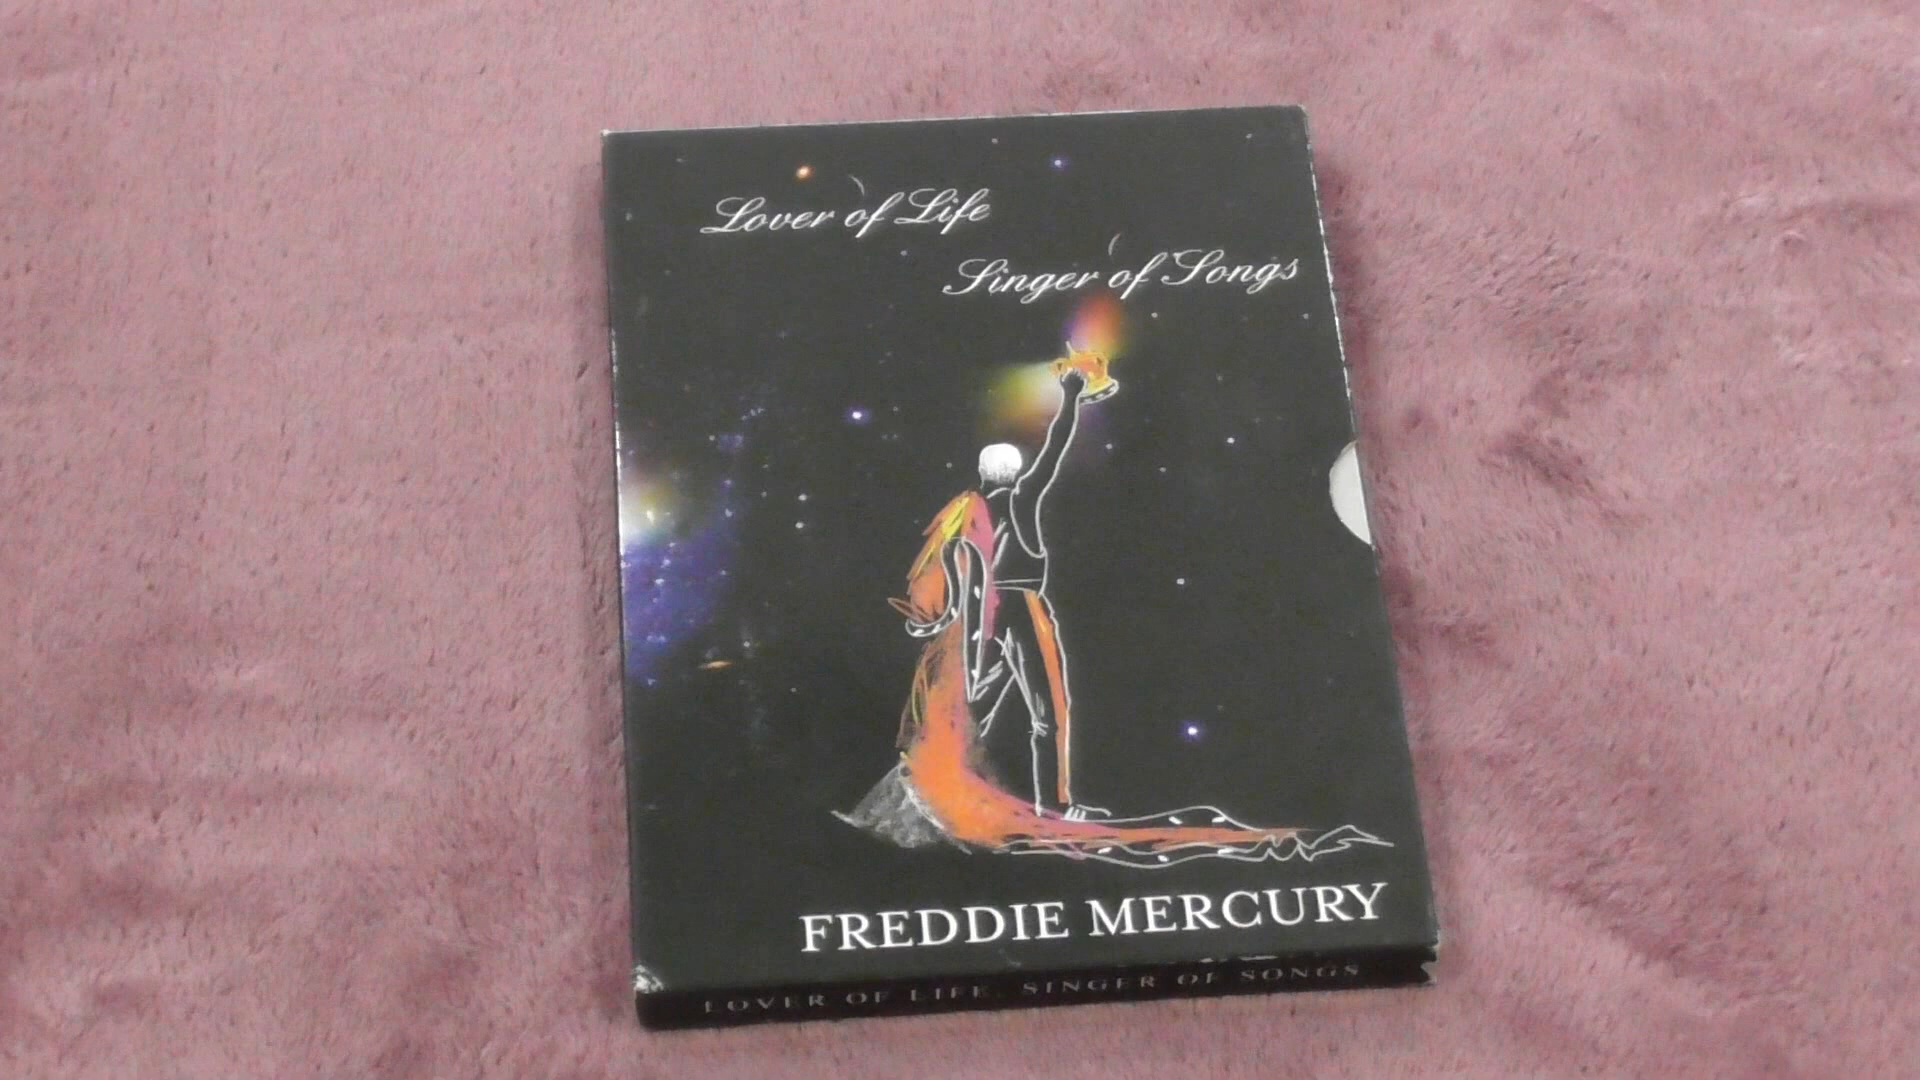 Lover of Life
Singer of Songs
FREDDIE MERCURY
LOVER OF LIFE, SINGER OF SONGS